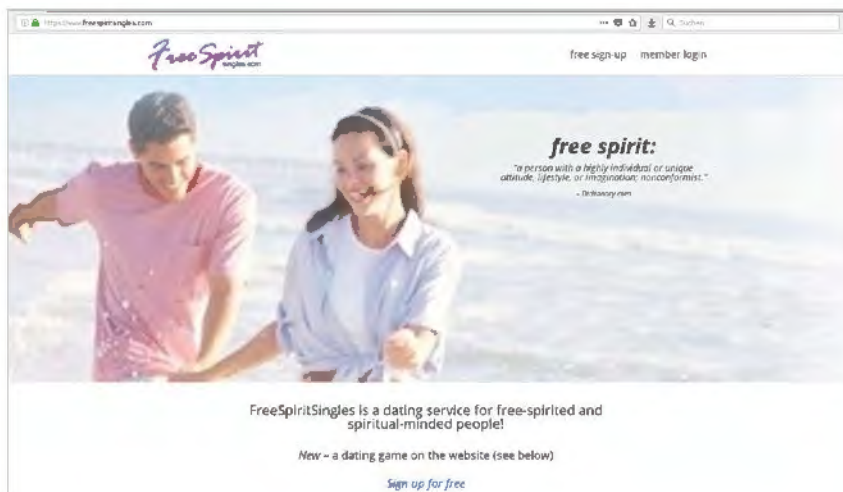 https://www.freespiritsingles.com
Suchen
FreeSpirit
singles.com
free sign-up member login
free spirit:
"a person with a highly individual or unique
attitude, lifestyle, or imagination; nonconformist."
- Dictionary.com
FreeSpiritSingles is a dating service for free-spirited and
spiritual-minded people!
New – a dating game on the website (see below)
Sign up for free